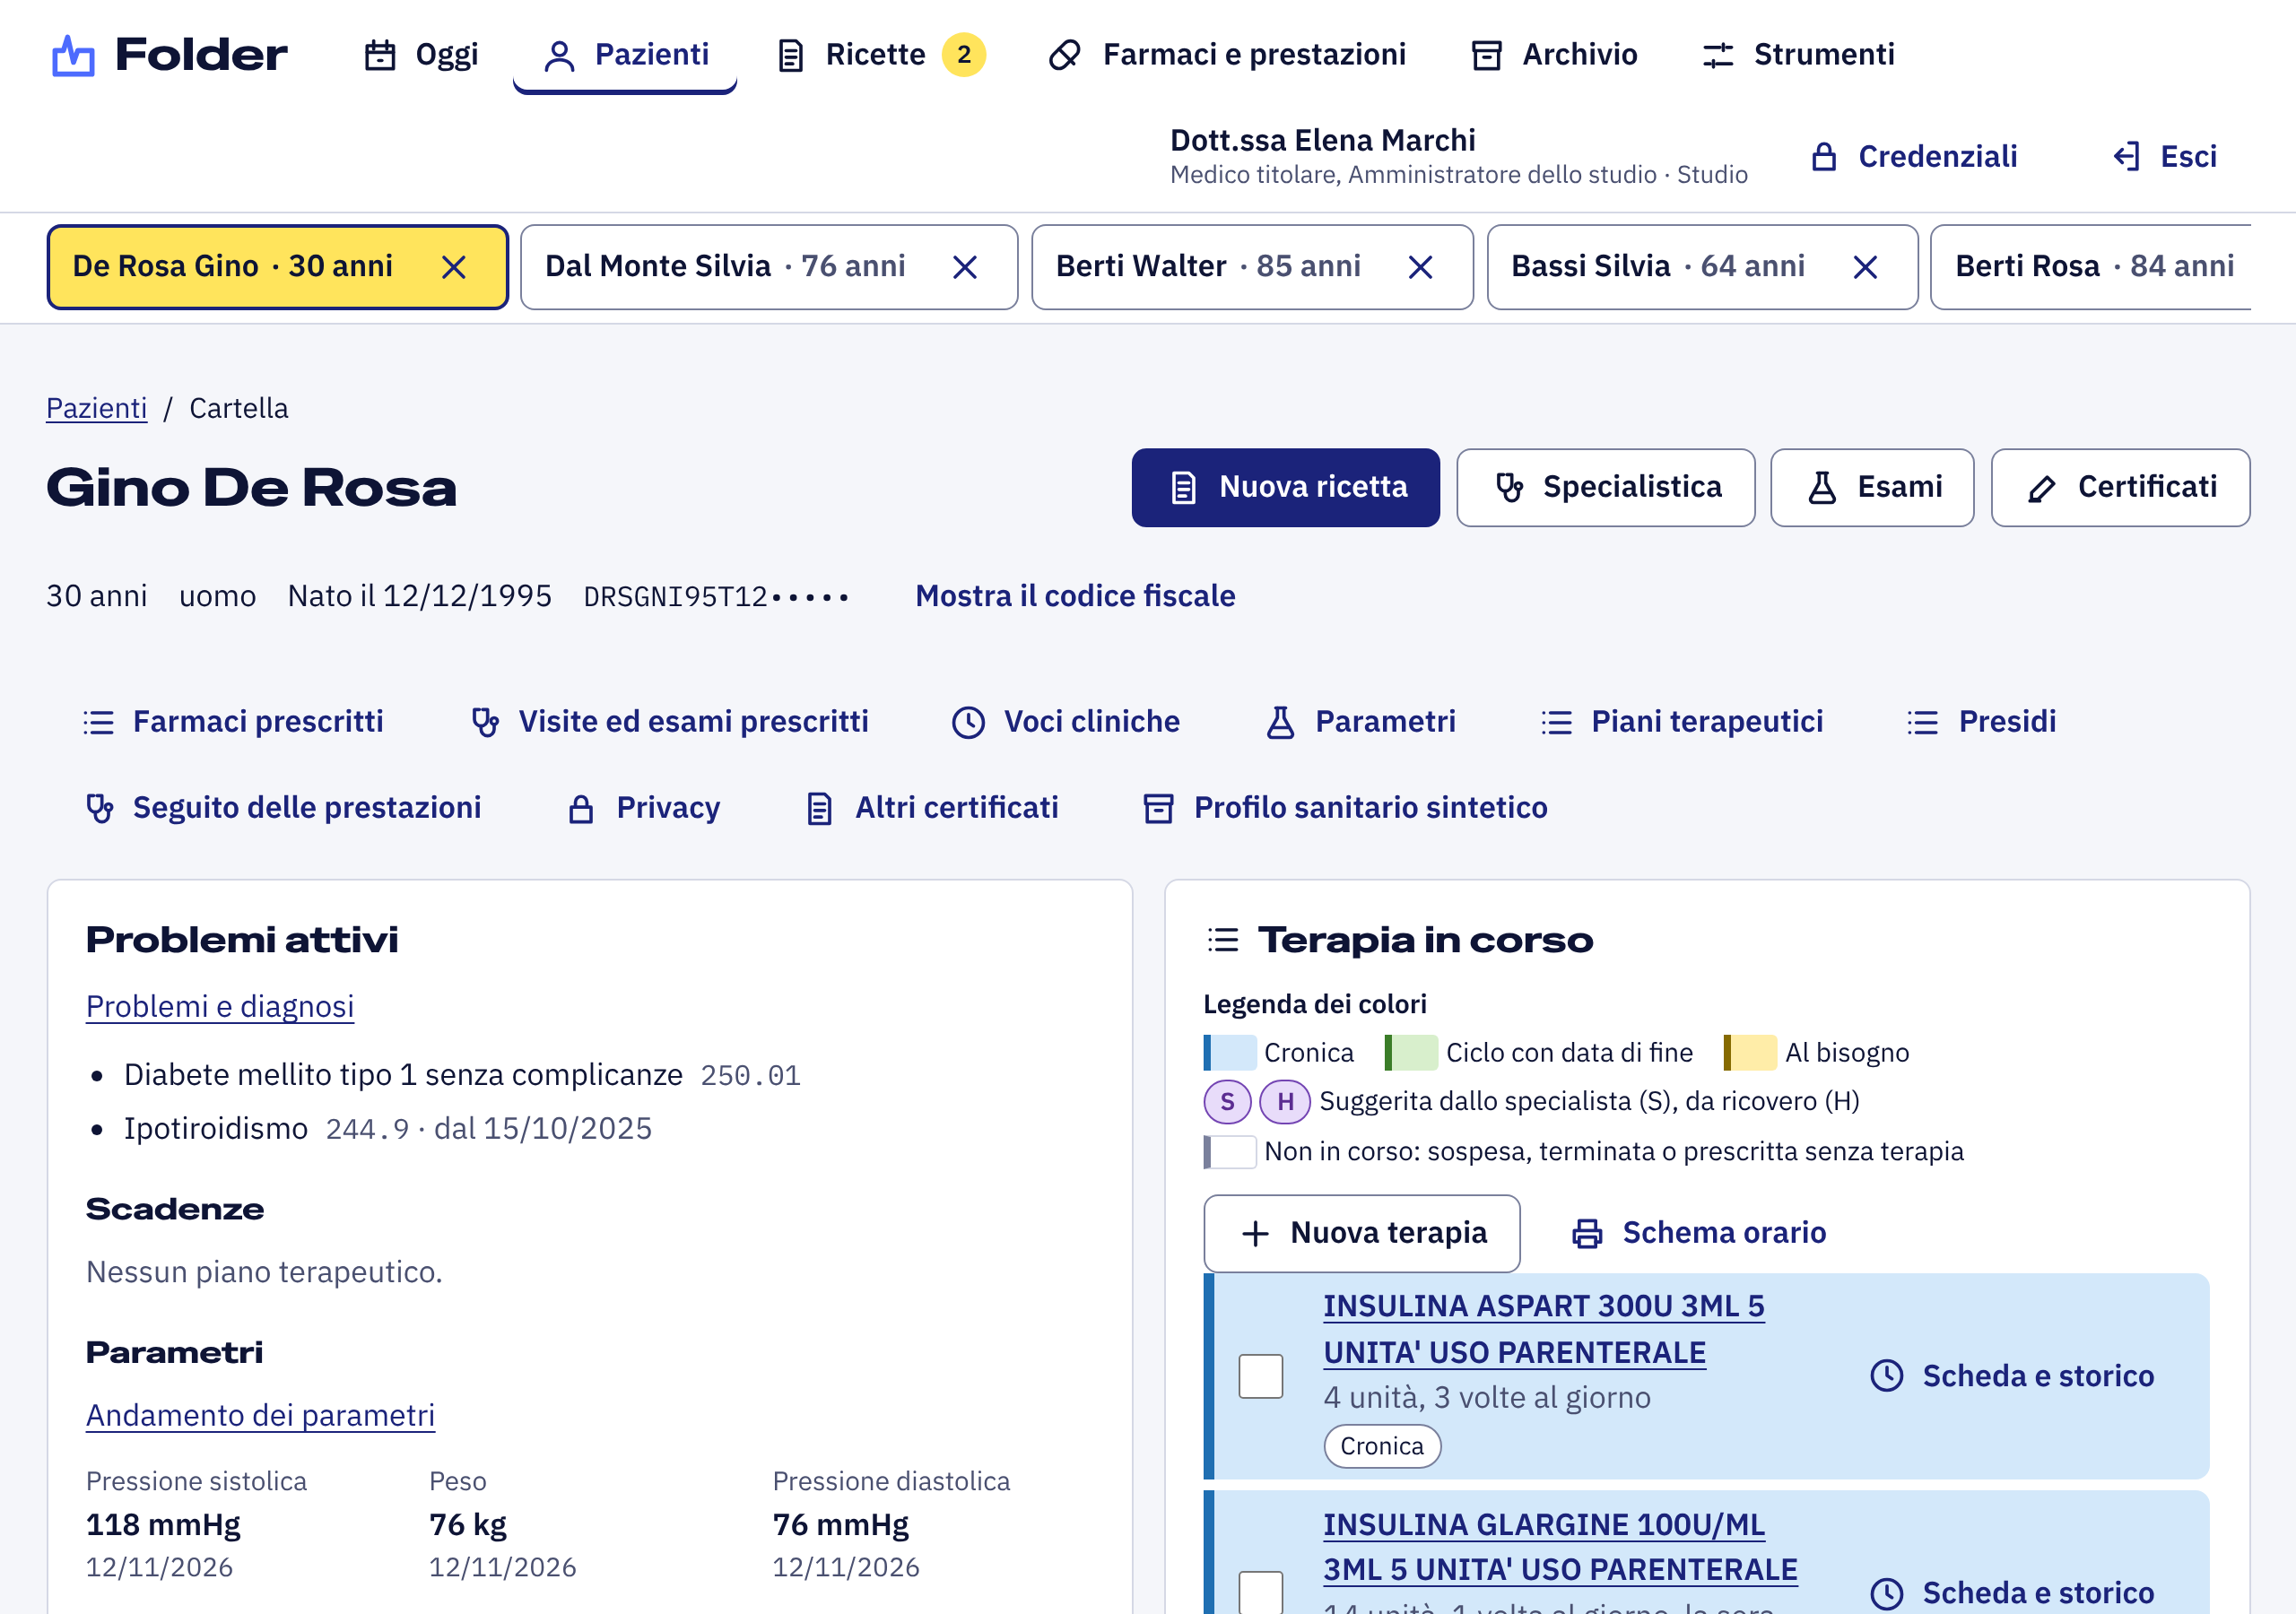 Folder
Oggi
Pazienti
Ricette 2
Farmaci e prestazioni
Archivio
Strumenti
Dott.ssa Elena Marchi
Medico titolare, Amministratore dello studio · Studio
Credenziali
Esci
De Rosa Gino · 30 anni
Dal Monte Silvia · 76 anni
Berti Walter · 85 anni
Bassi Silvia · 64 anni
Berti Rosa · 84 anni
Pazienti / Cartella
Gino De Rosa
Nuova ricetta
Specialistica
Esami
Certificati
30 anni uomo Nato il 12/12/1995 DRSGNI95T12•••••
Mostra il codice fiscale
Farmaci prescritti
Visite ed esami prescritti
Voci cliniche
Parametri
Piani terapeutici
Presidi
Seguito delle prestazioni
Privacy
Altri certificati
Profilo sanitario sintetico
Problemi attivi
Problemi e diagnosi
• Diabete mellito tipo 1 senza complicanze 250.01
• Ipotiroidismo 244.9 · dal 15/10/2025
Scadenze
Nessun piano terapeutico.
Parametri
Andamento dei parametri
Pressione sistolica
118 mmHg
12/11/2026
Peso
76 kg
12/11/2026
Pressione diastolica
76 mmHg
12/11/2026
Terapia in corso
Legenda dei colori
Cronica
Ciclo con data di fine
Al bisogno
S H Suggerita dallo specialista (S), da ricovero (H)
Non in corso: sospesa, terminata o prescritta senza terapia
Nuova terapia
Schema orario
INSULINA ASPART 300U 3ML 5
UNITA' USO PARENTERALE
4 unità, 3 volte al giorno
Cronica
Scheda e storico
INSULINA GLARGINE 100U/ML
3ML 5 UNITA' USO PARENTERALE
14 unità, 1 volta al giorno, la sera
Scheda e storico